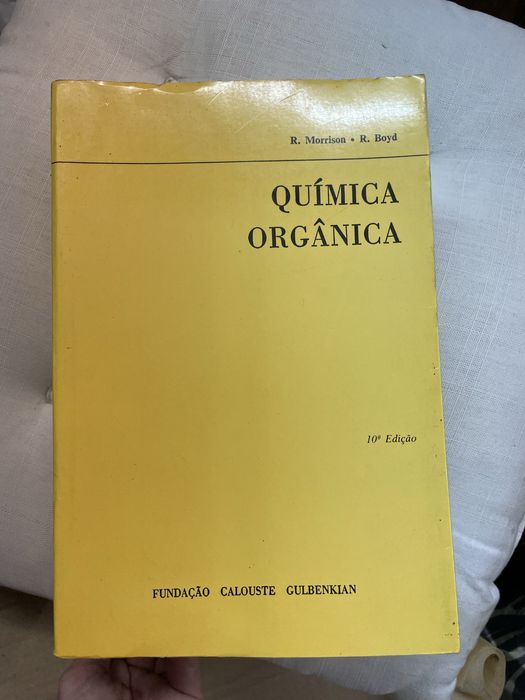 R. Morrison • R. Boyd
QUÍMICA
ORGÂNICA
10ª Edição
FUNDAÇÃO CALOUSTE GULBENKIAN